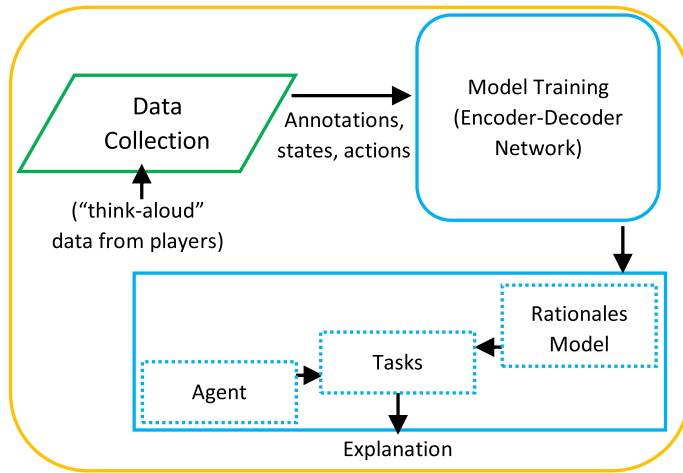 Data
Collection
Annotations,
states, actions
Model Training
(Encoder-Decoder
Network)
(“think-aloud”
data from players)
Rationales
Model
Tasks
Agent
Explanation